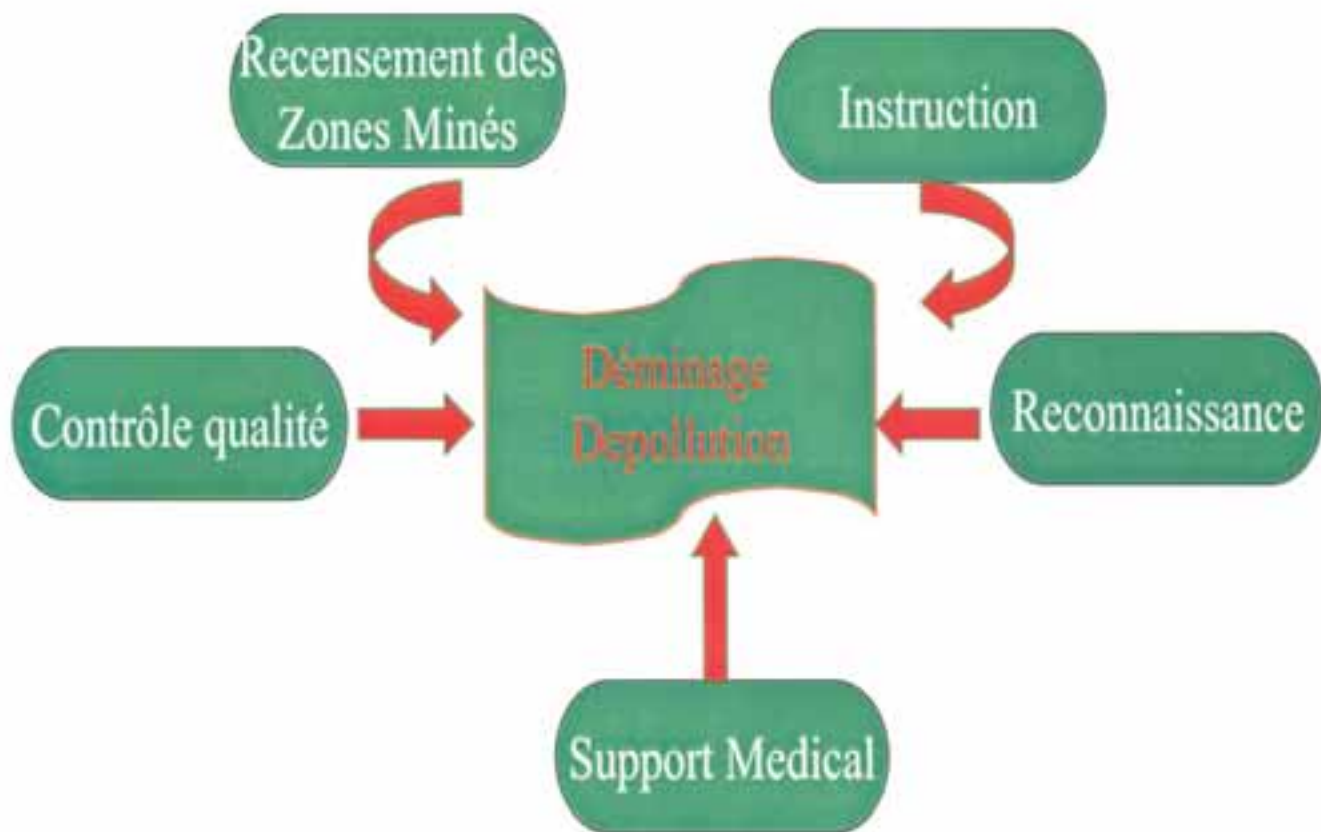 Recensement des
Zones Minés
Instruction
Contrôle qualité
Déminage
Depollution
Reconnaissance
Support Medical